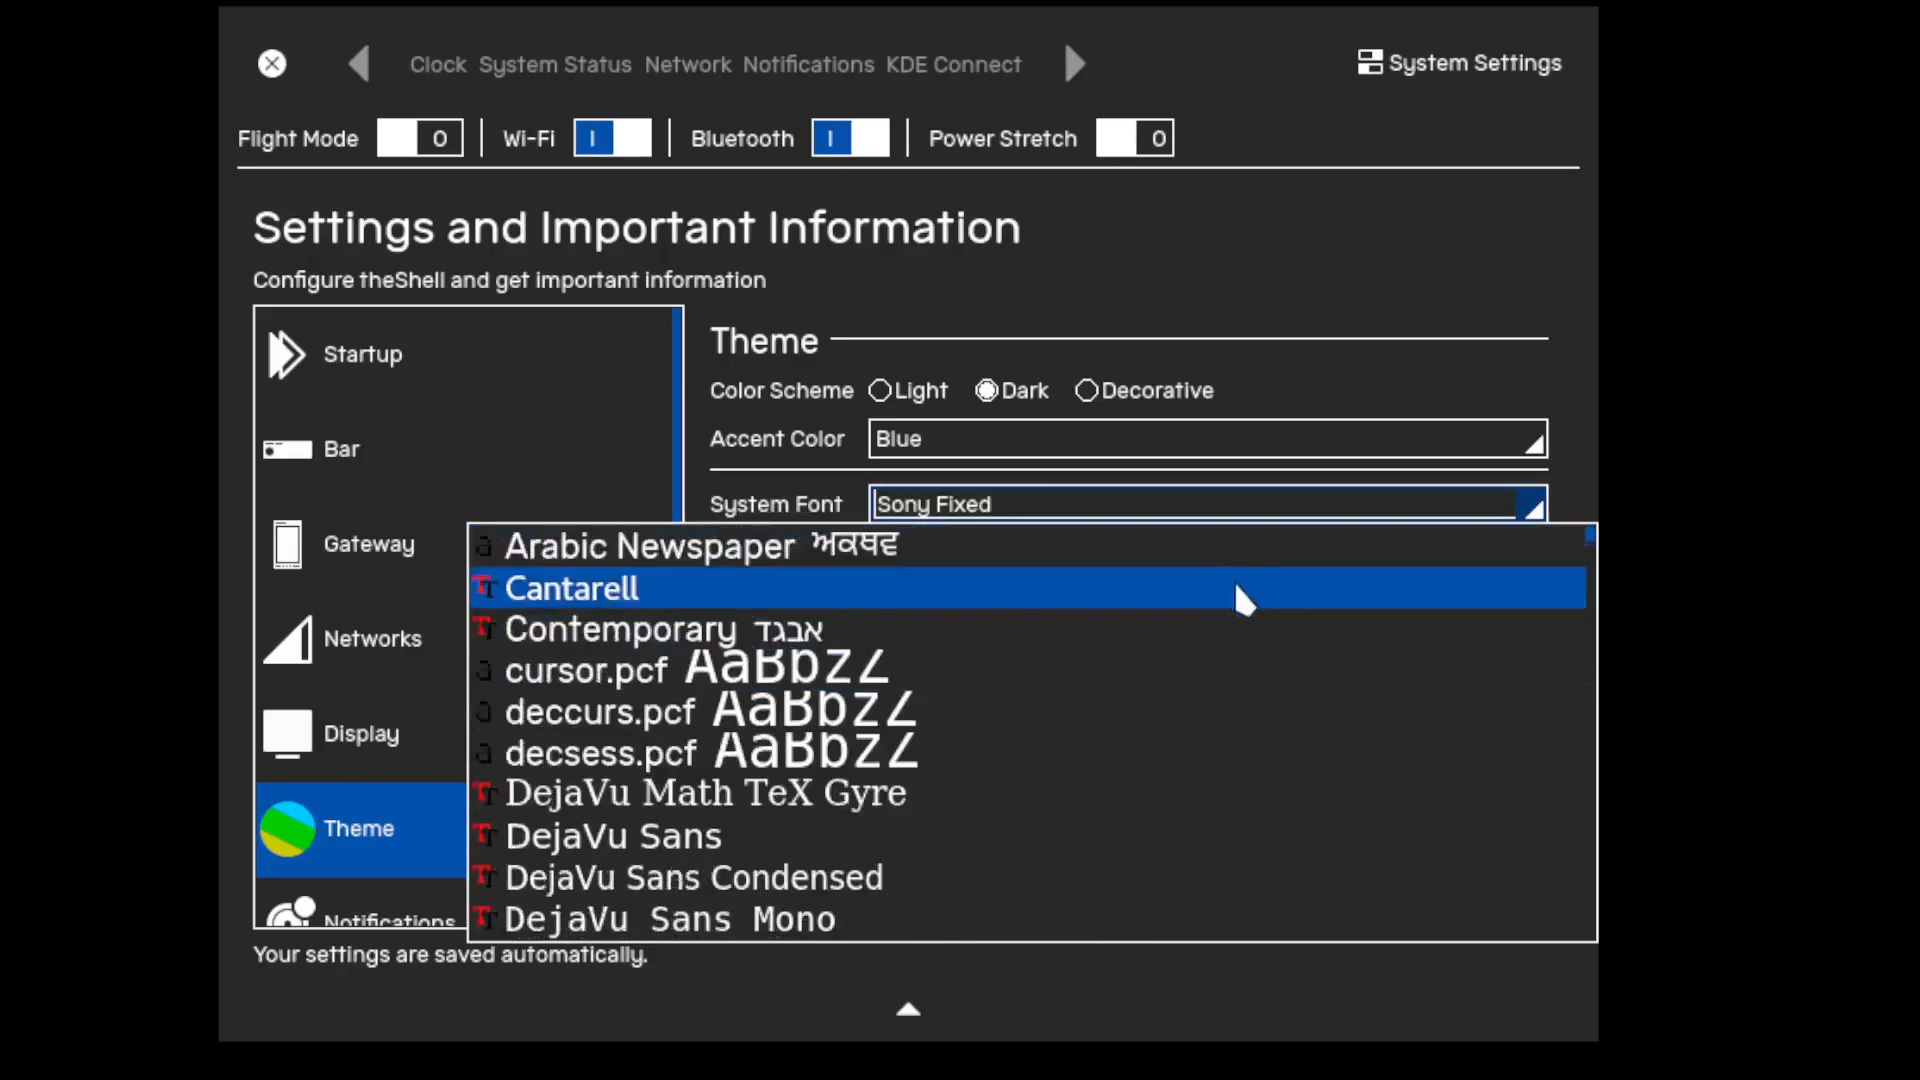 Clock System Status Network Notifications KDE Connect
System Settings
Flight Mode O Wi-Fi I Bluetooth I Power Stretch O
Settings and Important Information
Configure theShell and get important information
Startup
Bar
Gateway
Networks
Display
Theme
Notifications
Theme
Color Scheme Light Dark Decorative
Accent Color Blue
System Font Sony Fixed
Arabic Newspaper ਅਕਥਵ
Cantarell
Contemporary אבגד
cursor.pcf AaBbzZ
deccurs.pcf AaBbzZ
decsess.pcf AaBbzZ
DejaVu Math TeX Gyre
DejaVu Sans
DejaVu Sans Condensed
DejaVu Sans Mono
Your settings are saved automatically.